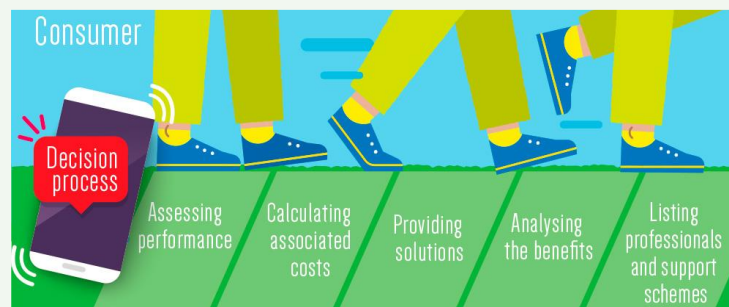 Consumer
Decision
process
Assessing
performance
Calculating
associated
costs
Providing
solutions
Analysing
the benefits
Listing
professionals
and support
schemes